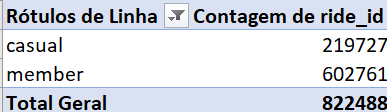 Rótulos de Linha Contagem de ride_id
casual 219727
member 602761
Total Geral 822488